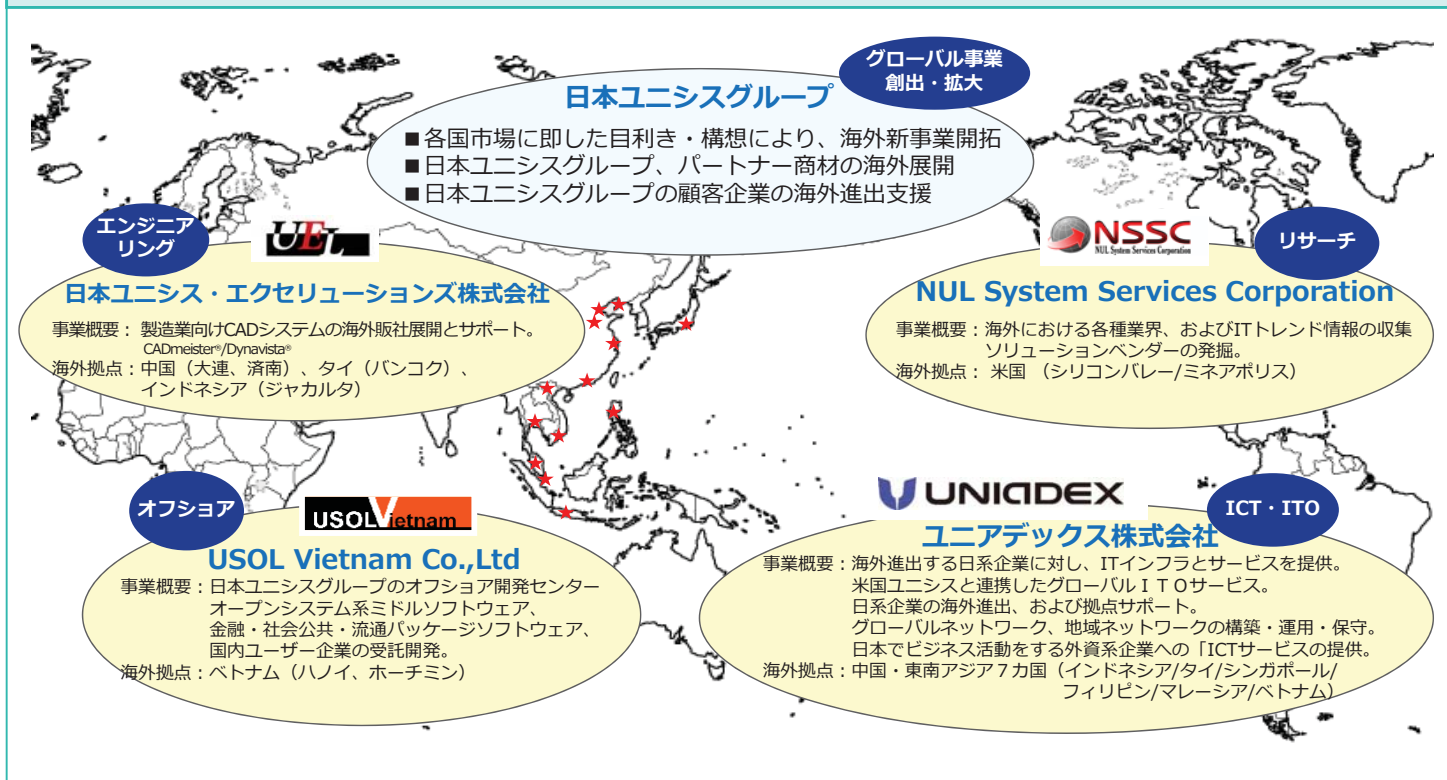 グローバル事業
創出・拡大
日本ユニシスグループ
■各国市場に即した目利き・構想により、海外新事業開拓
■日本ユニシスグループ、パートナー商材の海外展開
■日本ユニシスグループの顧客企業の海外進出支援
エンジニア
リング
UEL
日本ユニシス・エクセリューションズ株式会社
事業概要： 製造業向けCADシステムの海外販社展開とサポート。
CADmeister®/Dynavista®
海外拠点：中国（大連、済南）、タイ（バンコク）、
インドネシア（ジャカルタ）
NSSC
NUL System Services Corporation
リサーチ
NUL System Services Corporation
事業概要：海外における各種業界、およびITトレンド情報の収集
ソリューションベンダーの発掘。
海外拠点： 米国 （シリコンバレー/ミネアポリス）
オフショア
USOLVietnam
USOL Vietnam Co.,Ltd
事業概要：日本ユニシスグループのオフショア開発センター
オープンシステム系ミドルソフトウェア、
金融・社会公共・流通パッケージソフトウェア、
国内ユーザー企業の受託開発。
海外拠点：ベトナム（ハノイ、ホーチミン）
UNIADEX
ICT・ITO
ユニアデックス株式会社
事業概要：海外進出する日系企業に対し、ITインフラとサービスを提供。
米国ユニシスと連携したグローバルＩＴＯサービス。
日系企業の海外進出、および拠点サポート。
グローバルネットワーク、地域ネットワークの構築・運用・保守。
日本でビジネス活動をする外資系企業への「ICTサービスの提供。
海外拠点：中国・東南アジア７カ国（インドネシア/タイ/シンガポール/
フィリピン/マレーシア/ベトナム）